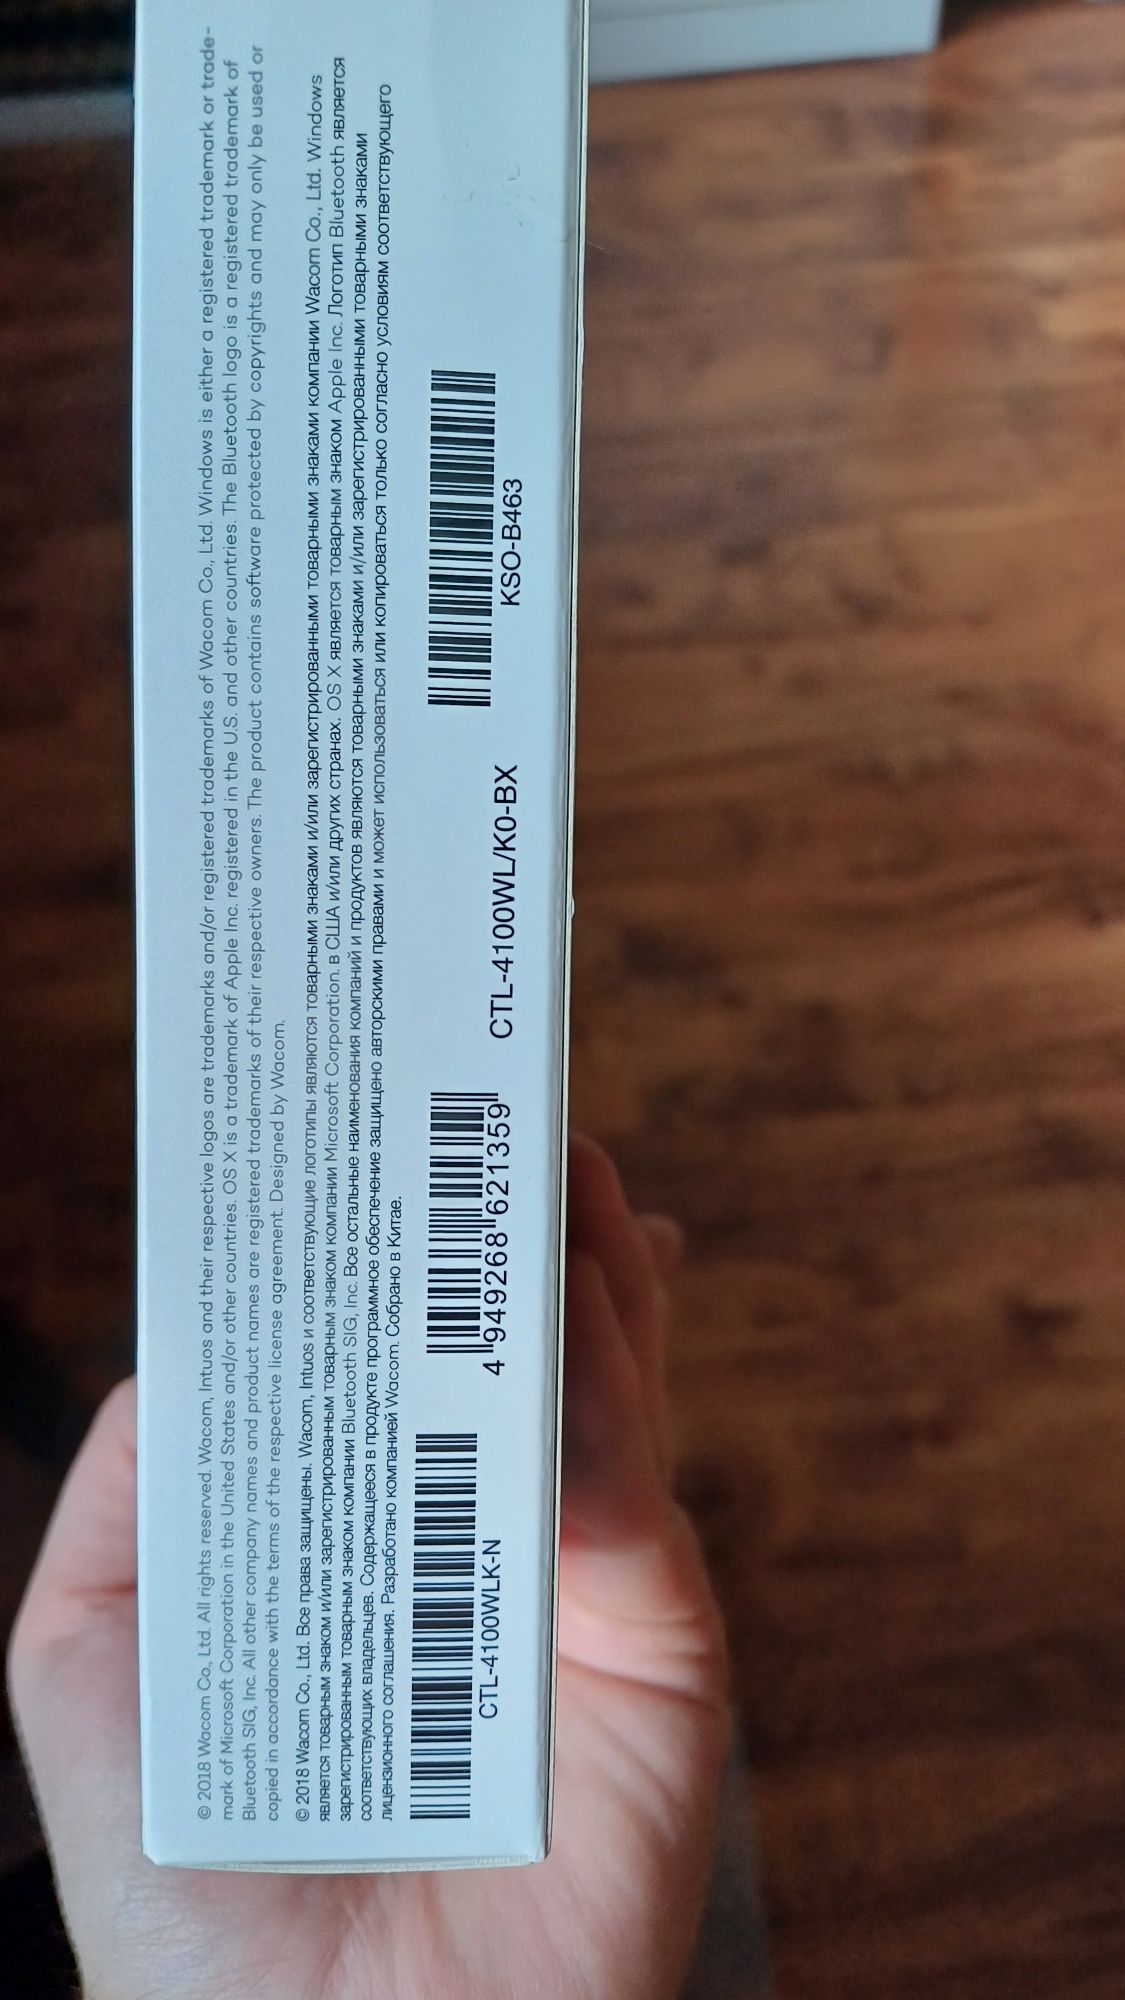 © 2018 Wacom Co., Ltd. All rights reserved. Wacom, Intuos and their respective logos are trademarks and/or registered trademarks of Wacom Co., Ltd. Windows is either a registered trademark or trade-
mark of Microsoft Corporation in the United States and/or other countries. OS X is a trademark of Apple Inc. registered in the U.S. and other countries. The Bluetooth logo is a registered trademark of
Bluetooth SIG, Inc. All other company names and product names are registered trademarks of their respective owners. The product contains software protected by copyrights and may only be used or
copied in accordance with the terms of the respective license agreement. Designed by Wacom.
© 2018 Wacom Co., Ltd. Все права защищены. Wacom, Intuos и соответствующие логотипы являются товарными знаками и/или зарегистрированными товарными знаками компании Wacom Co., Ltd. Windows
является товарным знаком и/или зарегистрированным товарным знаком компании Microsoft Corporation. в США и/или других странах. OS X является товарным знаком Apple Inc. Логотип Bluetooth является
зарегистрированным товарным знаком компании Bluetooth SIG, Inc. Все остальные наименования компаний и продуктов являются товарными знаками и/или зарегистрированными товарными знаками
соответствующих владельцев. Содержащееся в продукте программное обеспечение защищено авторскими правами и может использоваться или копироваться только согласно условиям соответствующего
лицензионного соглашения. Разработано компанией Wacom. Собрано в Китае.
CTL-4100WLK-N
4 949268 621359
CTL-4100WL/K0-BX
KSO-B463